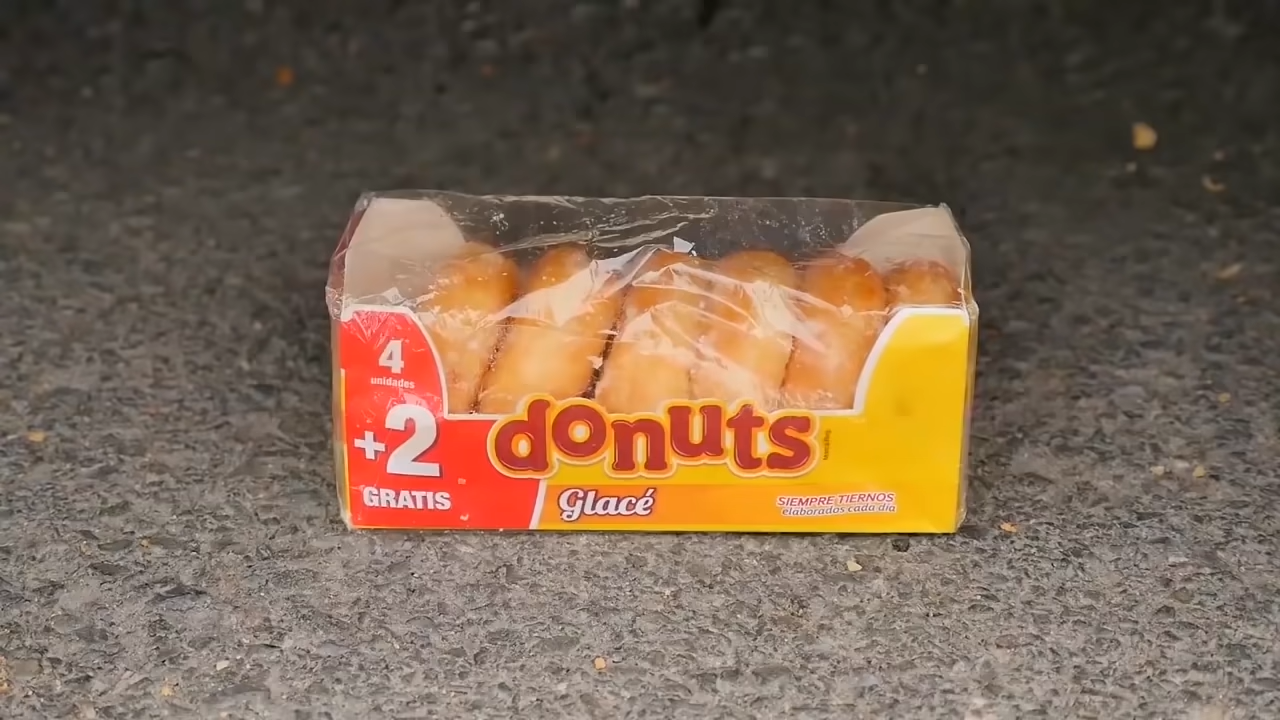 4
unidades
+2
GRATIS
donuts
Glacé
SIEMPRE TIERNOS
elaborados cada día